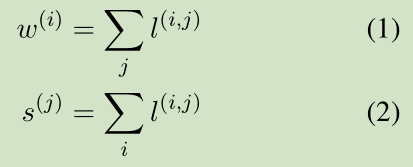 w^{(i)} = \sum_{j} l^{(i,j)} (1)
s^{(j)} = \sum_{i} l^{(i,j)} (2)